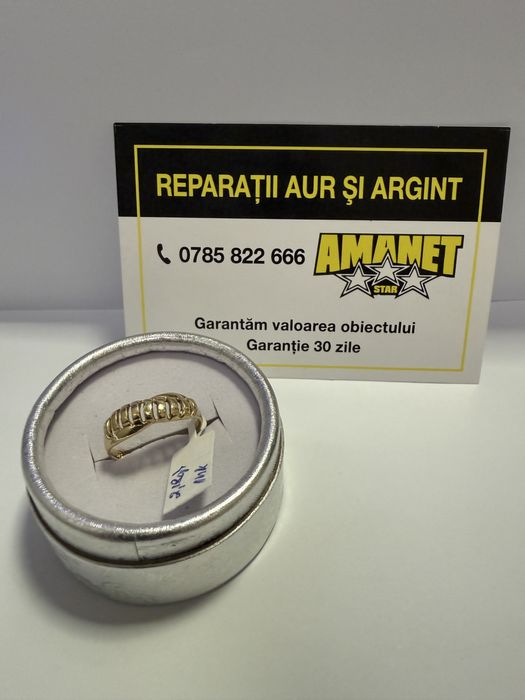 REPARAȚII AUR ȘI ARGINT
0785 822 666
AMANET
STAR
Garantăm valoarea obiectului
Garanție 30 zile
14k